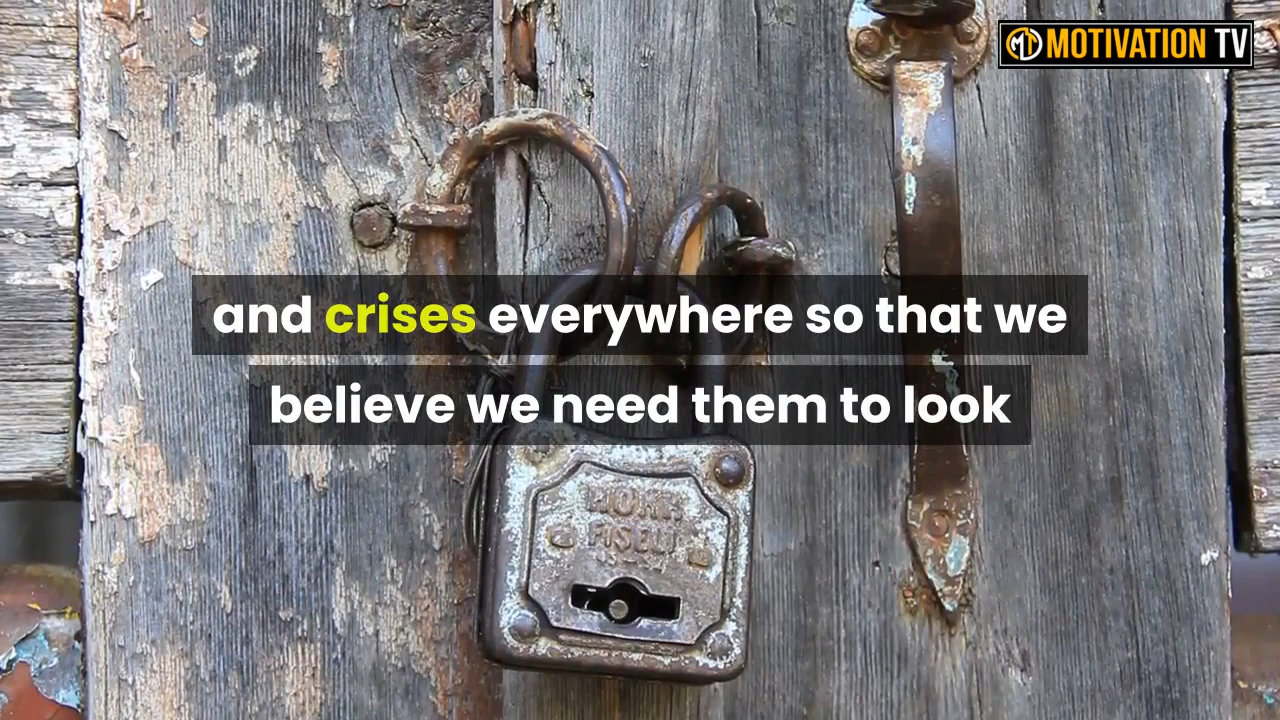 MOTIVATION TV
and crises everywhere so that we
believe we need them to look